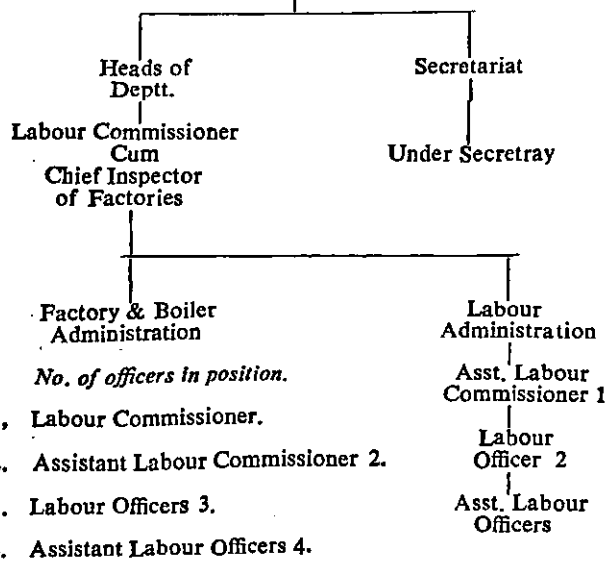 Heads of
Deptt.
Secretariat
Labour Commissioner
Cum
Chief Inspector
of Factories
Under Secretray
Factory & Boiler
Administration
Labour
Administration
No. of officers in position.
Asst. Labour
Commissioner 1
Labour
Officer 2
Asst. Labour
Officers
Labour Commissioner.
Assistant Labour Commissioner 2.
Labour Officers 3.
Assistant Labour Officers 4.